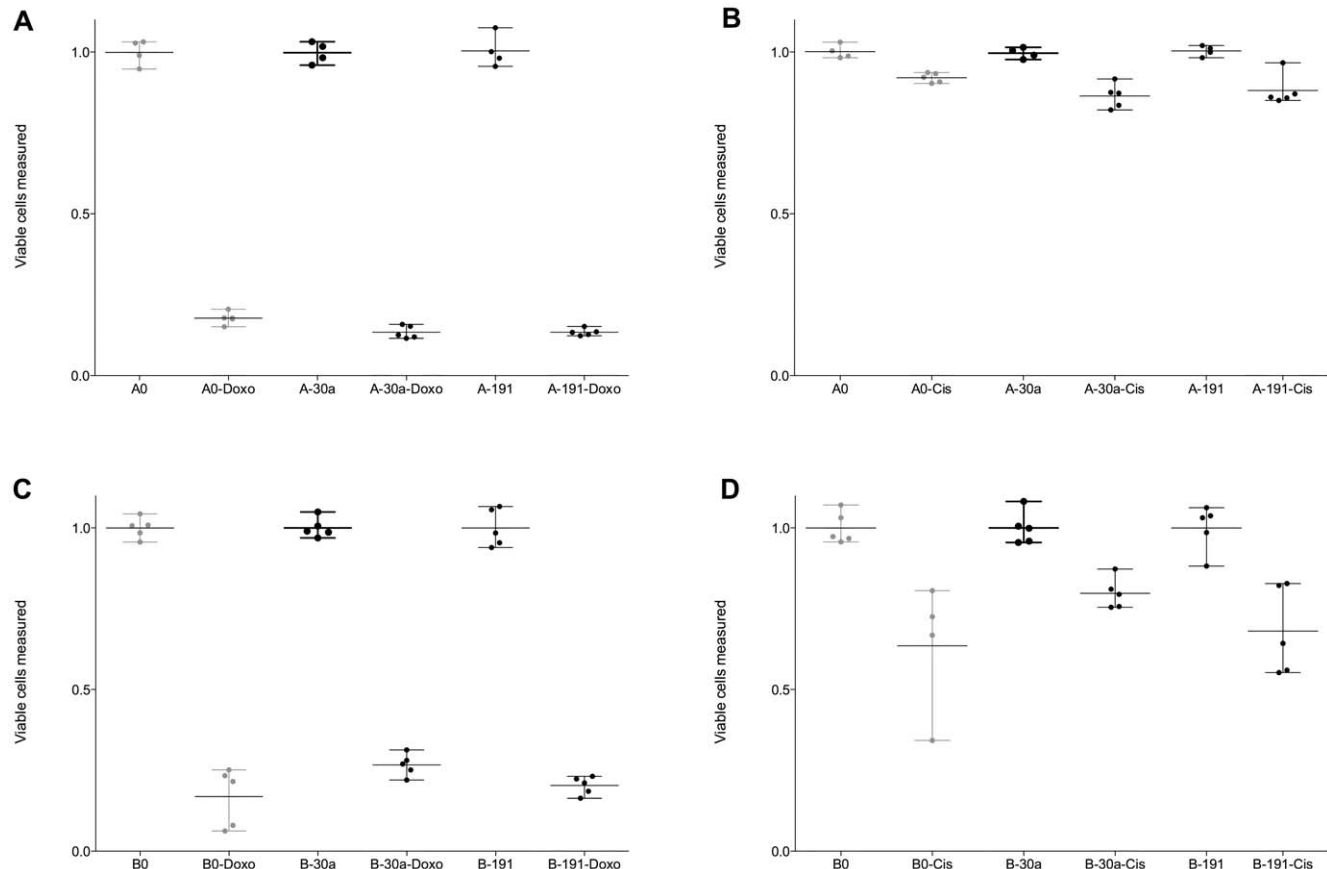 A
B
Viable cells measured
1.0
0.5
0.0
A0 A0-Doxo A-30a A-30a-Doxo A-191 A-191-Doxo
Viable cells measured
1.0
0.5
0.0
A0 A0-Cis A-30a A-30a-Cis A-191 A-191-Cis
C
D
Viable cells measured
1.0
0.5
0.0
B0 B0-Doxo B-30a B-30a-Doxo B-191 B-191-Doxo
Viable cells measured
1.0
0.5
0.0
B0 B0-Cis B-30a B-30a-Cis B-191 B-191-Cis